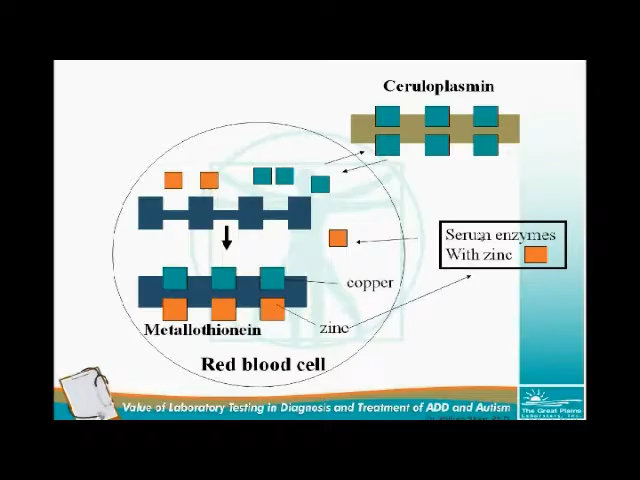 Ceruloplasmin
Serum enzymes
With zinc
copper
zinc
Metallothionein
Red blood cell
Value of Laboratory Testing in Diagnosis and Treatment of ADD and Autism
The Great Plains
Laboratory, Inc.